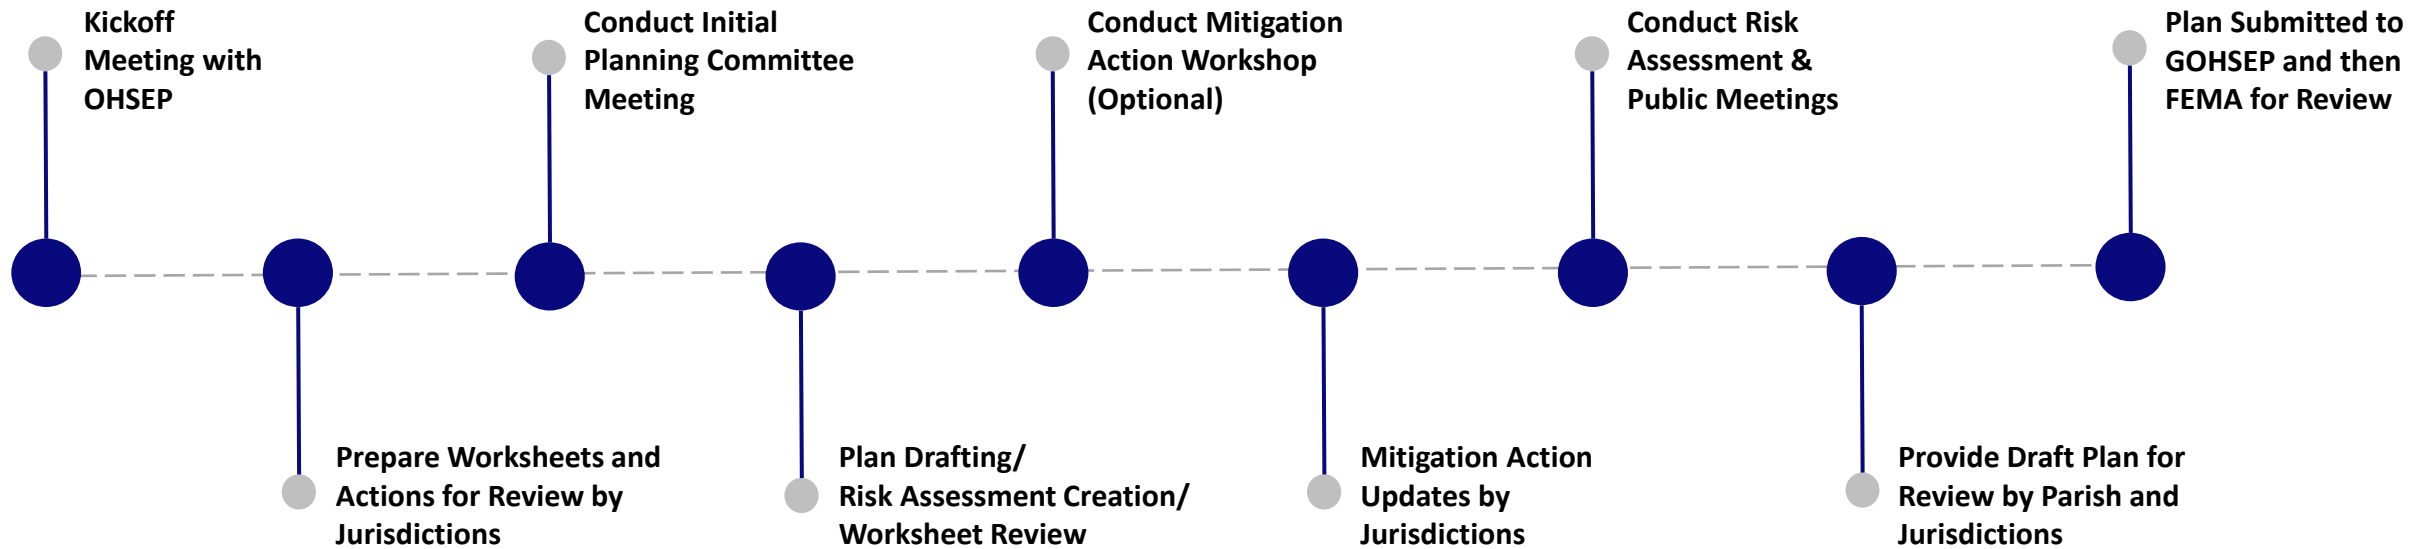 Kickoff
Meeting with
OHSEP
Prepare Worksheets and
Actions for Review by
Jurisdictions
Conduct Initial
Planning Committee
Meeting
Plan Drafting/
Risk Assessment Creation/
Worksheet Review
Conduct Mitigation
Action Workshop
(Optional)
Mitigation Action
Updates by
Jurisdictions
Conduct Risk
Assessment &
Public Meetings
Provide Draft Plan for
Review by Parish and
Jurisdictions
Plan Submitted to
GOHSEP and then
FEMA for Review